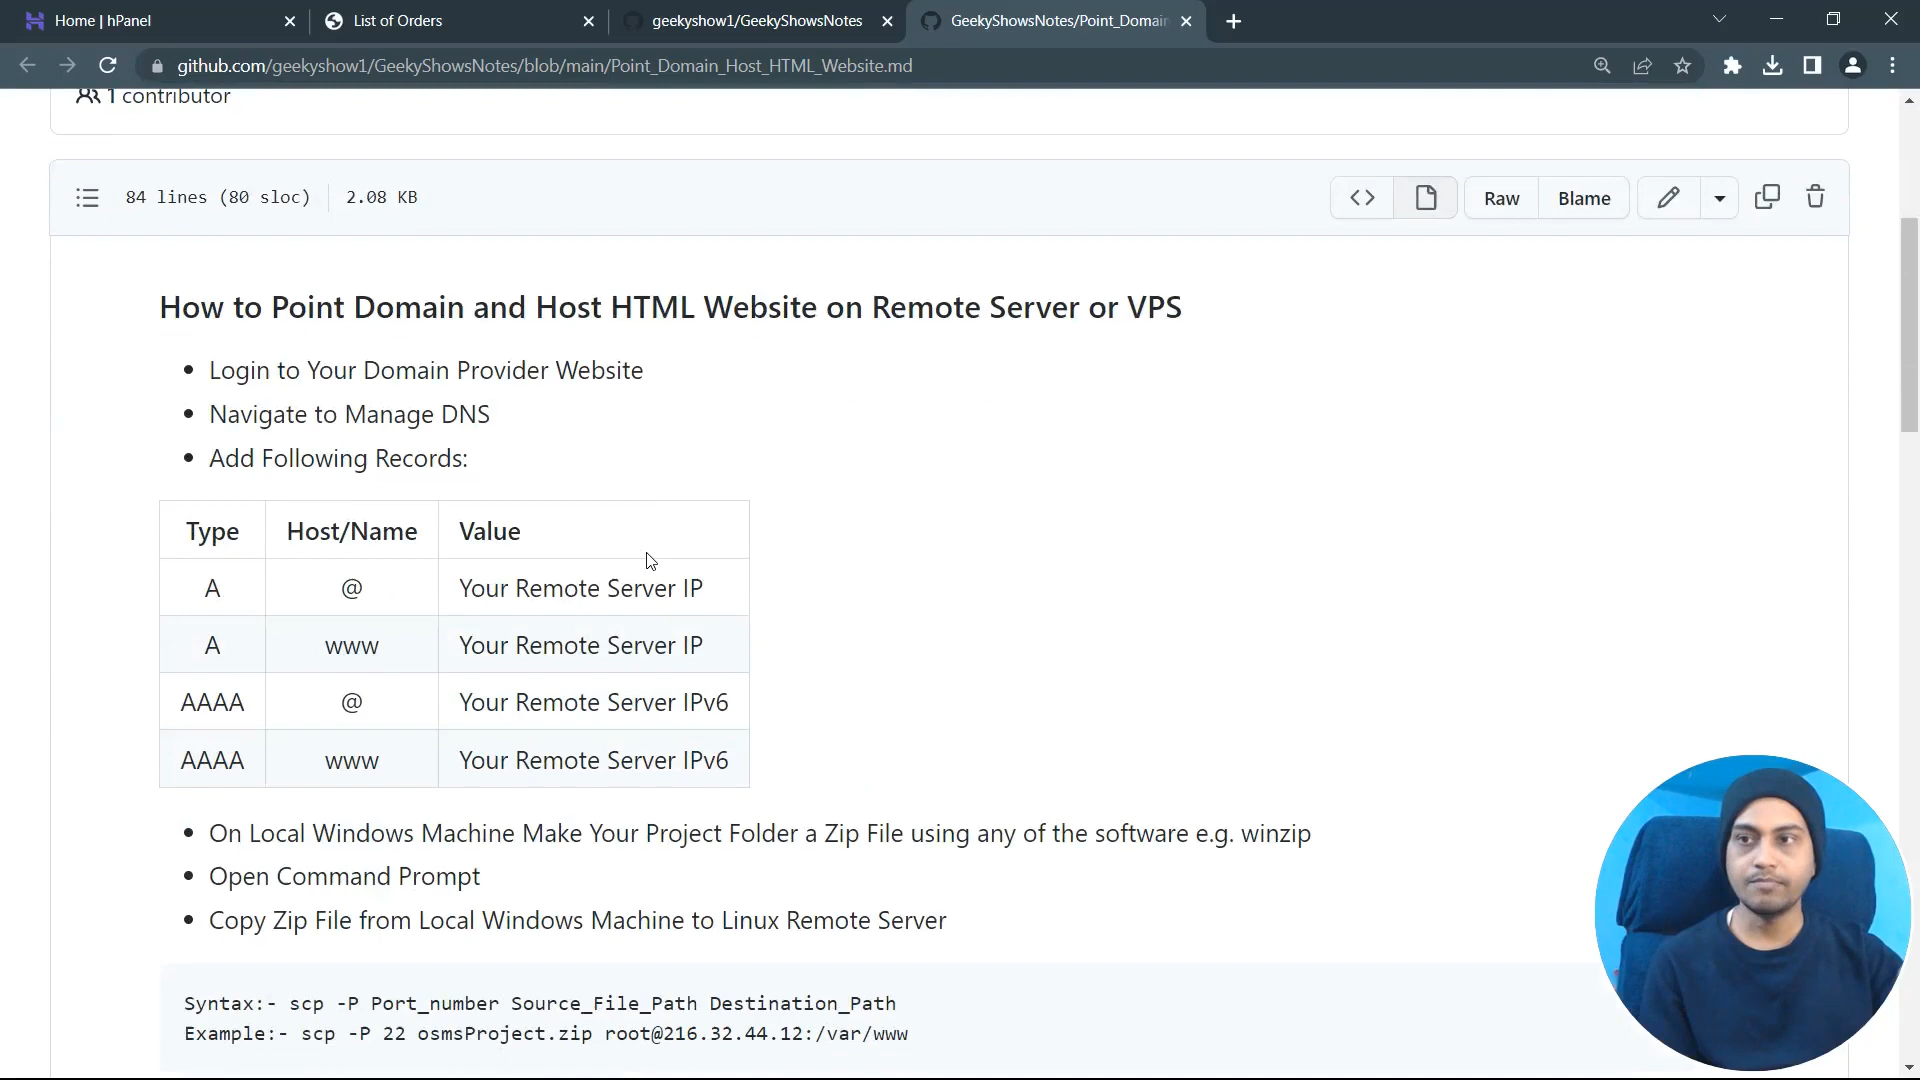 Home | hPanel
List of Orders
geekyshow1/GeekyShowsNotes
GeekyShowsNotes/Point_Domain
github.com/geekyshow1/GeekyShowsNotes/blob/main/Point_Domain_Host_HTML_Website.md
1 contributor
84 lines (80 sloc) 2.08 KB
Raw Blame
How to Point Domain and Host HTML Website on Remote Server or VPS
Login to Your Domain Provider Website
Navigate to Manage DNS
Add Following Records:
Type Host/Name Value
A @ Your Remote Server IP
A www Your Remote Server IP
AAAA @ Your Remote Server IPv6
AAAA www Your Remote Server IPv6
On Local Windows Machine Make Your Project Folder a Zip File using any of the software e.g. winzip
Open Command Prompt
Copy Zip File from Local Windows Machine to Linux Remote Server
Syntax:- scp -P Port_number Source_File_Path Destination_Path
Example:- scp -P 22 osmsProject.zip root@216.32.44.12:/var/www